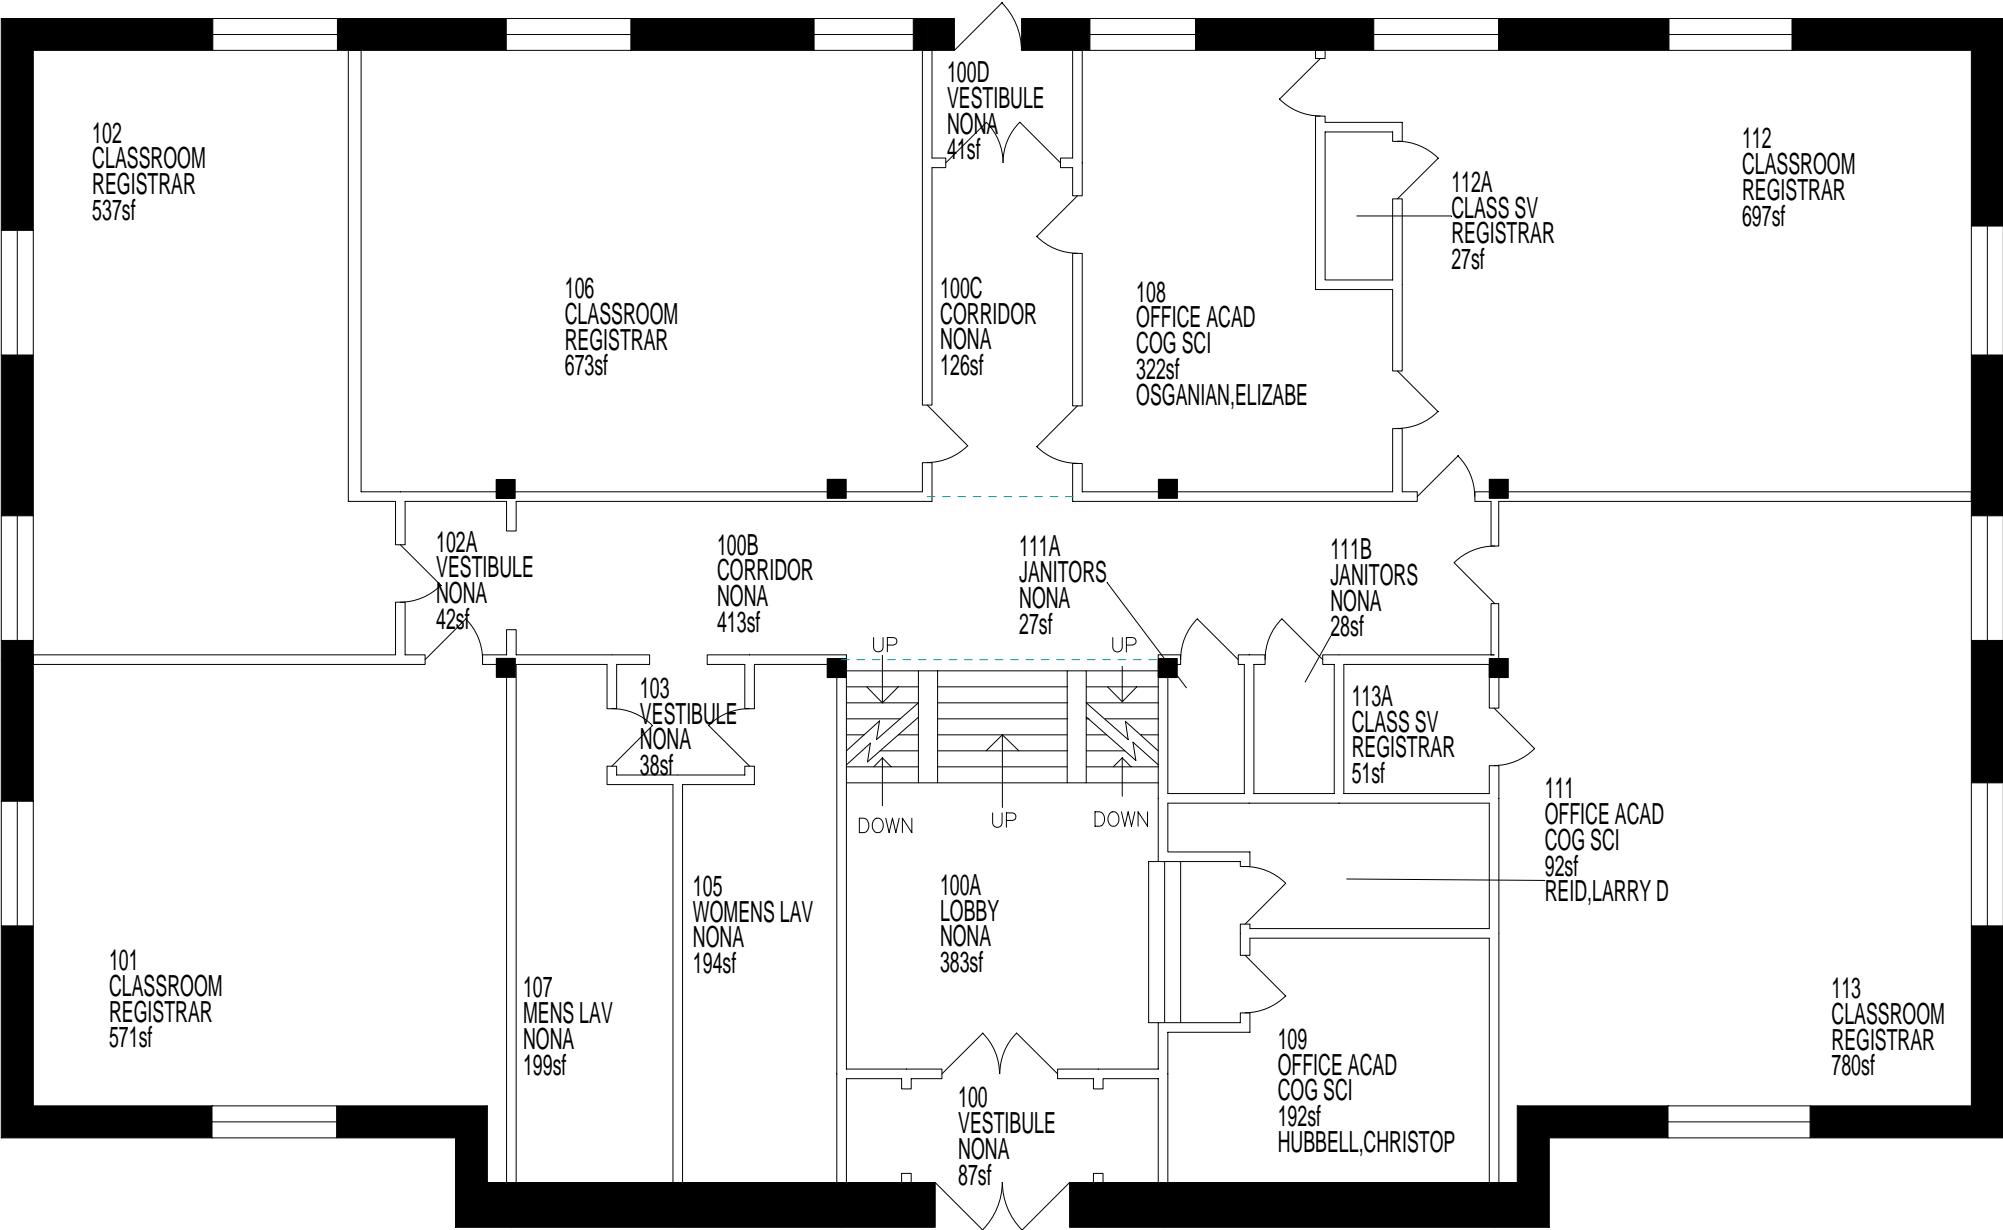 100D
VESTIBULE
NONA
41sf
102
CLASSROOM
REGISTRAR
537sf
112
CLASSROOM
REGISTRAR
697sf
112A
CLASS SV
REGISTRAR
27sf
106
CLASSROOM
REGISTRAR
673sf
100C
CORRIDOR
NONA
126sf
108
OFFICE ACAD
COG SCI
322sf
OSGANIAN,ELIZABE
102A
VESTIBULE
NONA
42sf
100B
CORRIDOR
NONA
413sf
111A
JANITORS
NONA
27sf
111B
JANITORS
NONA
28sf
UP
UP
103
VESTIBULE
NONA
38sf
113A
CLASS SV
REGISTRAR
51sf
DOWN
UP
DOWN
111
OFFICE ACAD
COG SCI
92sf
REID,LARRY D
105
WOMENS LAV
NONA
194sf
100A
LOBBY
NONA
383sf
101
CLASSROOM
REGISTRAR
571sf
107
MENS LAV
NONA
199sf
109
OFFICE ACAD
COG SCI
192sf
HUBBELL,CHRISTOP
113
CLASSROOM
REGISTRAR
780sf
100
VESTIBULE
NONA
87sf